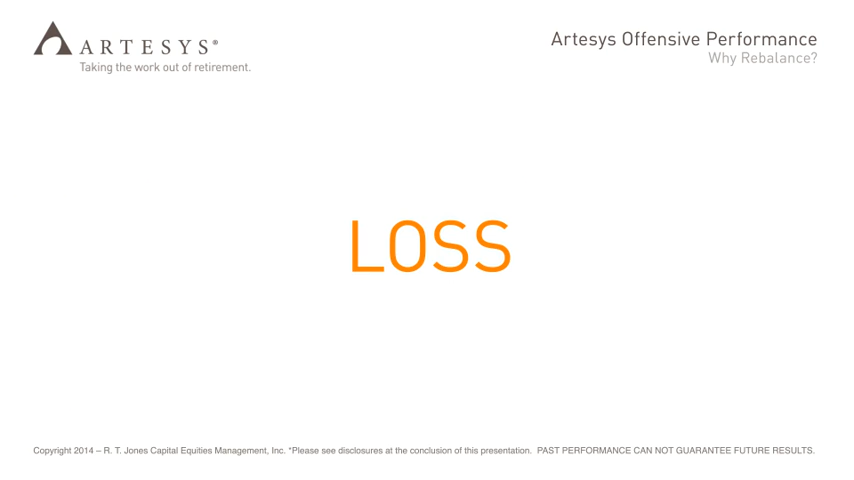 ARTESYS®
Taking the work out of retirement.
Artesys Offensive Performance
Why Rebalance?
LOSS
Copyright 2014 – R. T. Jones Capital Equities Management, Inc. *Please see disclosures at the conclusion of this presentation.  PAST PERFORMANCE CAN NOT GUARANTEE FUTURE RESULTS.